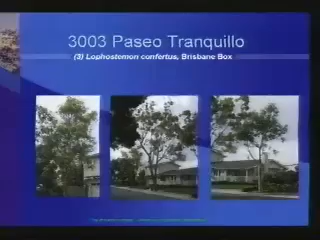 3003 Paseo Tranquillo
(3) Lophostemon confertus, Brisbane Box